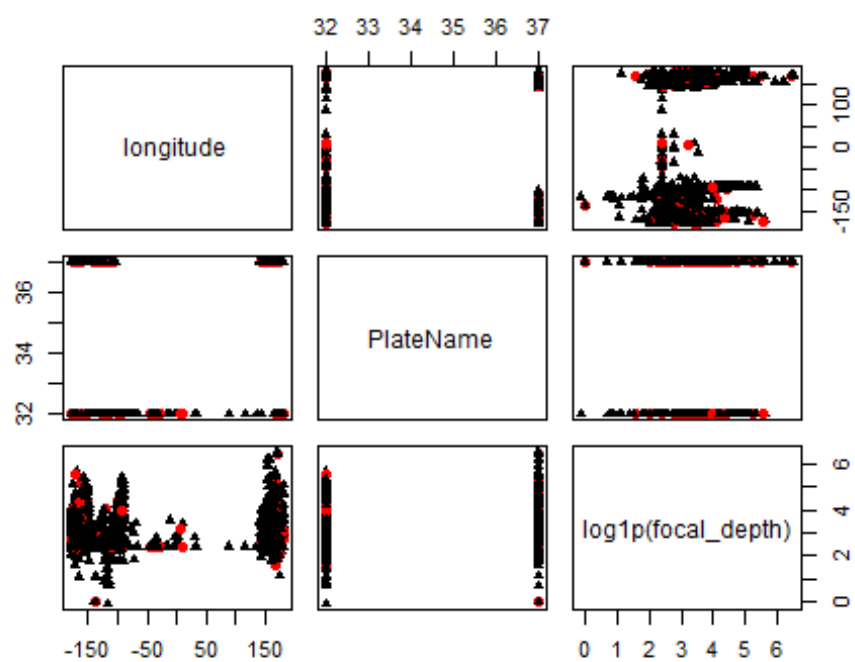 32 33 34 35 36 37
longitude
-150 0 100
32 34 36
PlateName
log1p(focal_depth)
0 2 4 6
-150 -50 50 150
0 1 2 3 4 5 6